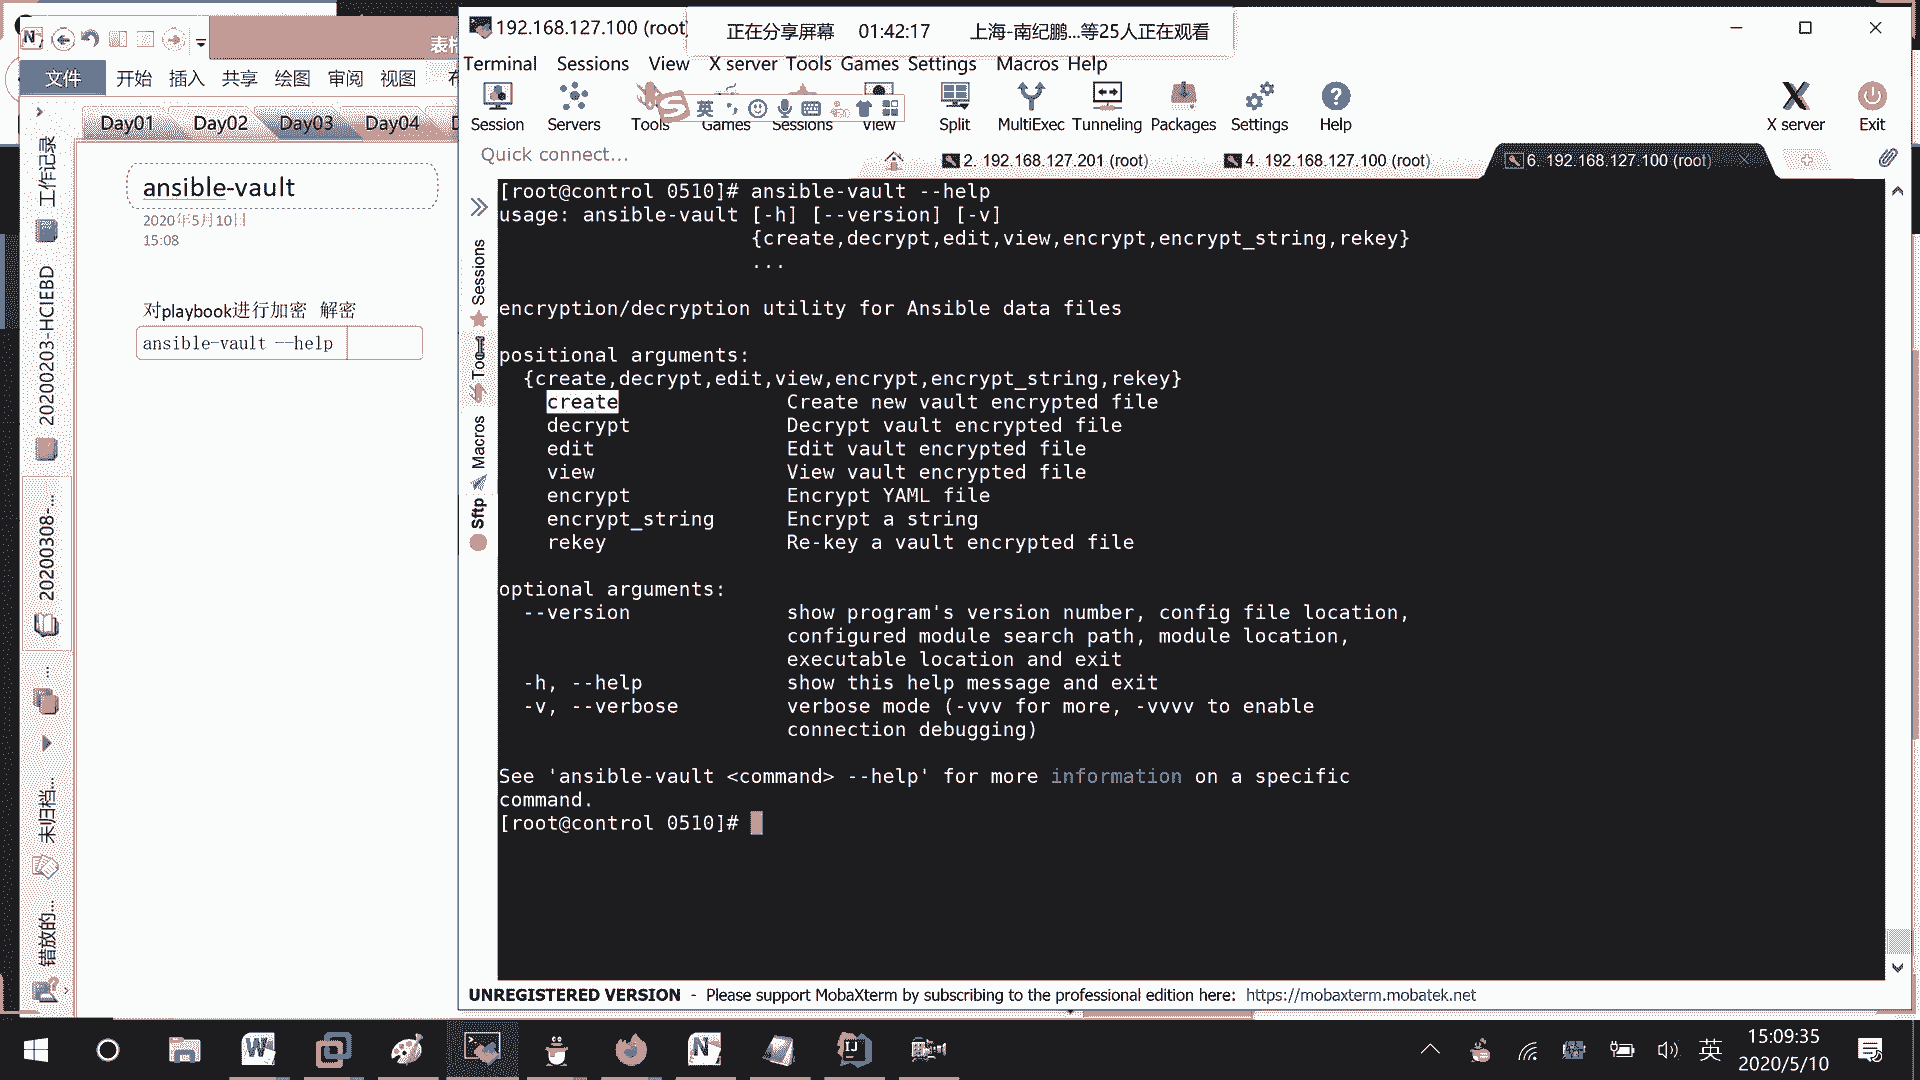 192.168.127.100 (root
正在分享屏幕 01:42:17 上海-南纪鹏...等25人正在观看
表格
文件 开始 插入 共享 绘图 审阅 视图
Terminal Sessions View X server Tools Games Settings Macros Help
英
Session Servers Tools Games Sessions View Split MultiExec Tunneling Packages Settings Help X server Exit
Day01 Day02 Day03 Day04
Quick connect...
2. 192.168.127.201 (root) 4. 192.168.127.100 (root) 6. 192.168.127.100 (root)
工作记录
20200203-HCIEBD
20200308-...
...
未归档...
错放的...
ansible-vault
2020年5月10日
15:08
对playbook进行加密 解密
ansible-vault --help
Sessions
Tools
Macros
Sftp
[root@control 0510]# ansible-vault --help
usage: ansible-vault [-h] [--version] [-v]
{create,decrypt,edit,view,encrypt,encrypt_string,rekey}
...
encryption/decryption utility for Ansible data files
positional arguments:
{create,decrypt,edit,view,encrypt,encrypt_string,rekey}
create Create new vault encrypted file
decrypt Decrypt vault encrypted file
edit Edit vault encrypted file
view View vault encrypted file
encrypt Encrypt YAML file
encrypt_string Encrypt a string
rekey Re-key a vault encrypted file
optional arguments:
--version show program's version number, config file location,
configured module search path, module location,
executable location and exit
-h, --help show this help message and exit
-v, --verbose verbose mode (-vvv for more, -vvvv to enable
connection debugging)
See 'ansible-vault <command> --help' for more information on a specific
command.
[root@control 0510]#
UNREGISTERED VERSION - Please support MobaXterm by subscribing to the professional edition here: https://mobaxterm.mobatek.net
英
15:09:35
2020/5/10